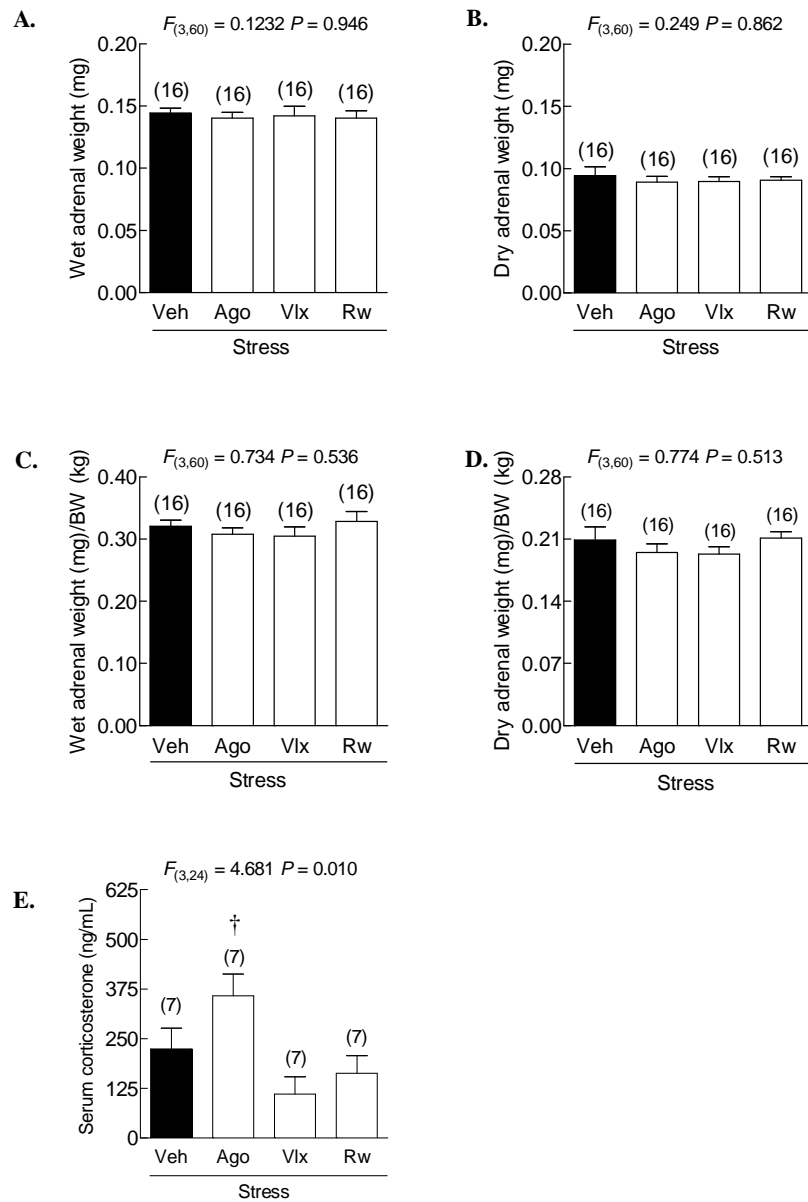 A.
F(3,60) = 0.1232 P = 0.946
Wet adrenal weight (mg)
0.20
0.15
0.10
0.05
0.00
(16) (16) (16) (16)
Veh Ago Vlx Rw
Stress
B.
F(3,60) = 0.249 P = 0.862
Dry adrenal weight (mg)
0.20
0.15
0.10
0.05
0.00
(16) (16) (16) (16)
Veh Ago Vlx Rw
Stress
C.
F(3,60) = 0.734 P = 0.536
Wet adrenal weight (mg)/BW (kg)
0.40
0.30
0.20
0.10
0.00
(16) (16) (16) (16)
Veh Ago Vlx Rw
Stress
D.
F(3,60) = 0.774 P = 0.513
Dry adrenal weight (mg)/BW (kg)
0.28
0.21
0.14
0.07
0.00
(16) (16) (16) (16)
Veh Ago Vlx Rw
Stress
E.
F(3,24) = 4.681 P = 0.010
Serum corticosterone (ng/mL)
625
500
375
250
125
0
†
(7) (7) (7) (7)
Veh Ago Vlx Rw
Stress